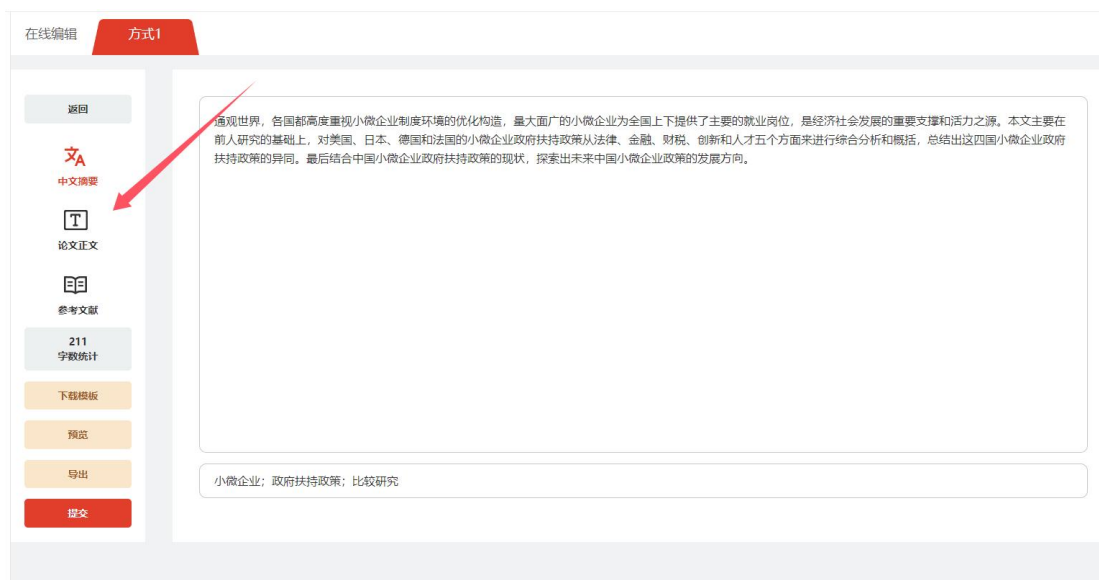 在线编辑
方式1
返回
中文摘要
论文正文
参考文献
211
字数统计
下载模板
预览
导出
提交
通观世界，各国都高度重视小微企业制度环境的优化构造，量大面广的小微企业为全国上下提供了主要的就业岗位，是经济社会发展的重要支撑和活力之源。本文主要在
前人研究的基础上，对美国、日本、德国和法国的小微企业政府扶持政策从法律、金融、财税、创新和人才五个方面来进行综合分析和概括，总结出这四国小微企业政府
扶持政策的异同。最后结合中国小微企业政府扶持政策的现状，探索出未来中国小微企业政策的发展方向。
小微企业；政府扶持政策；比较研究